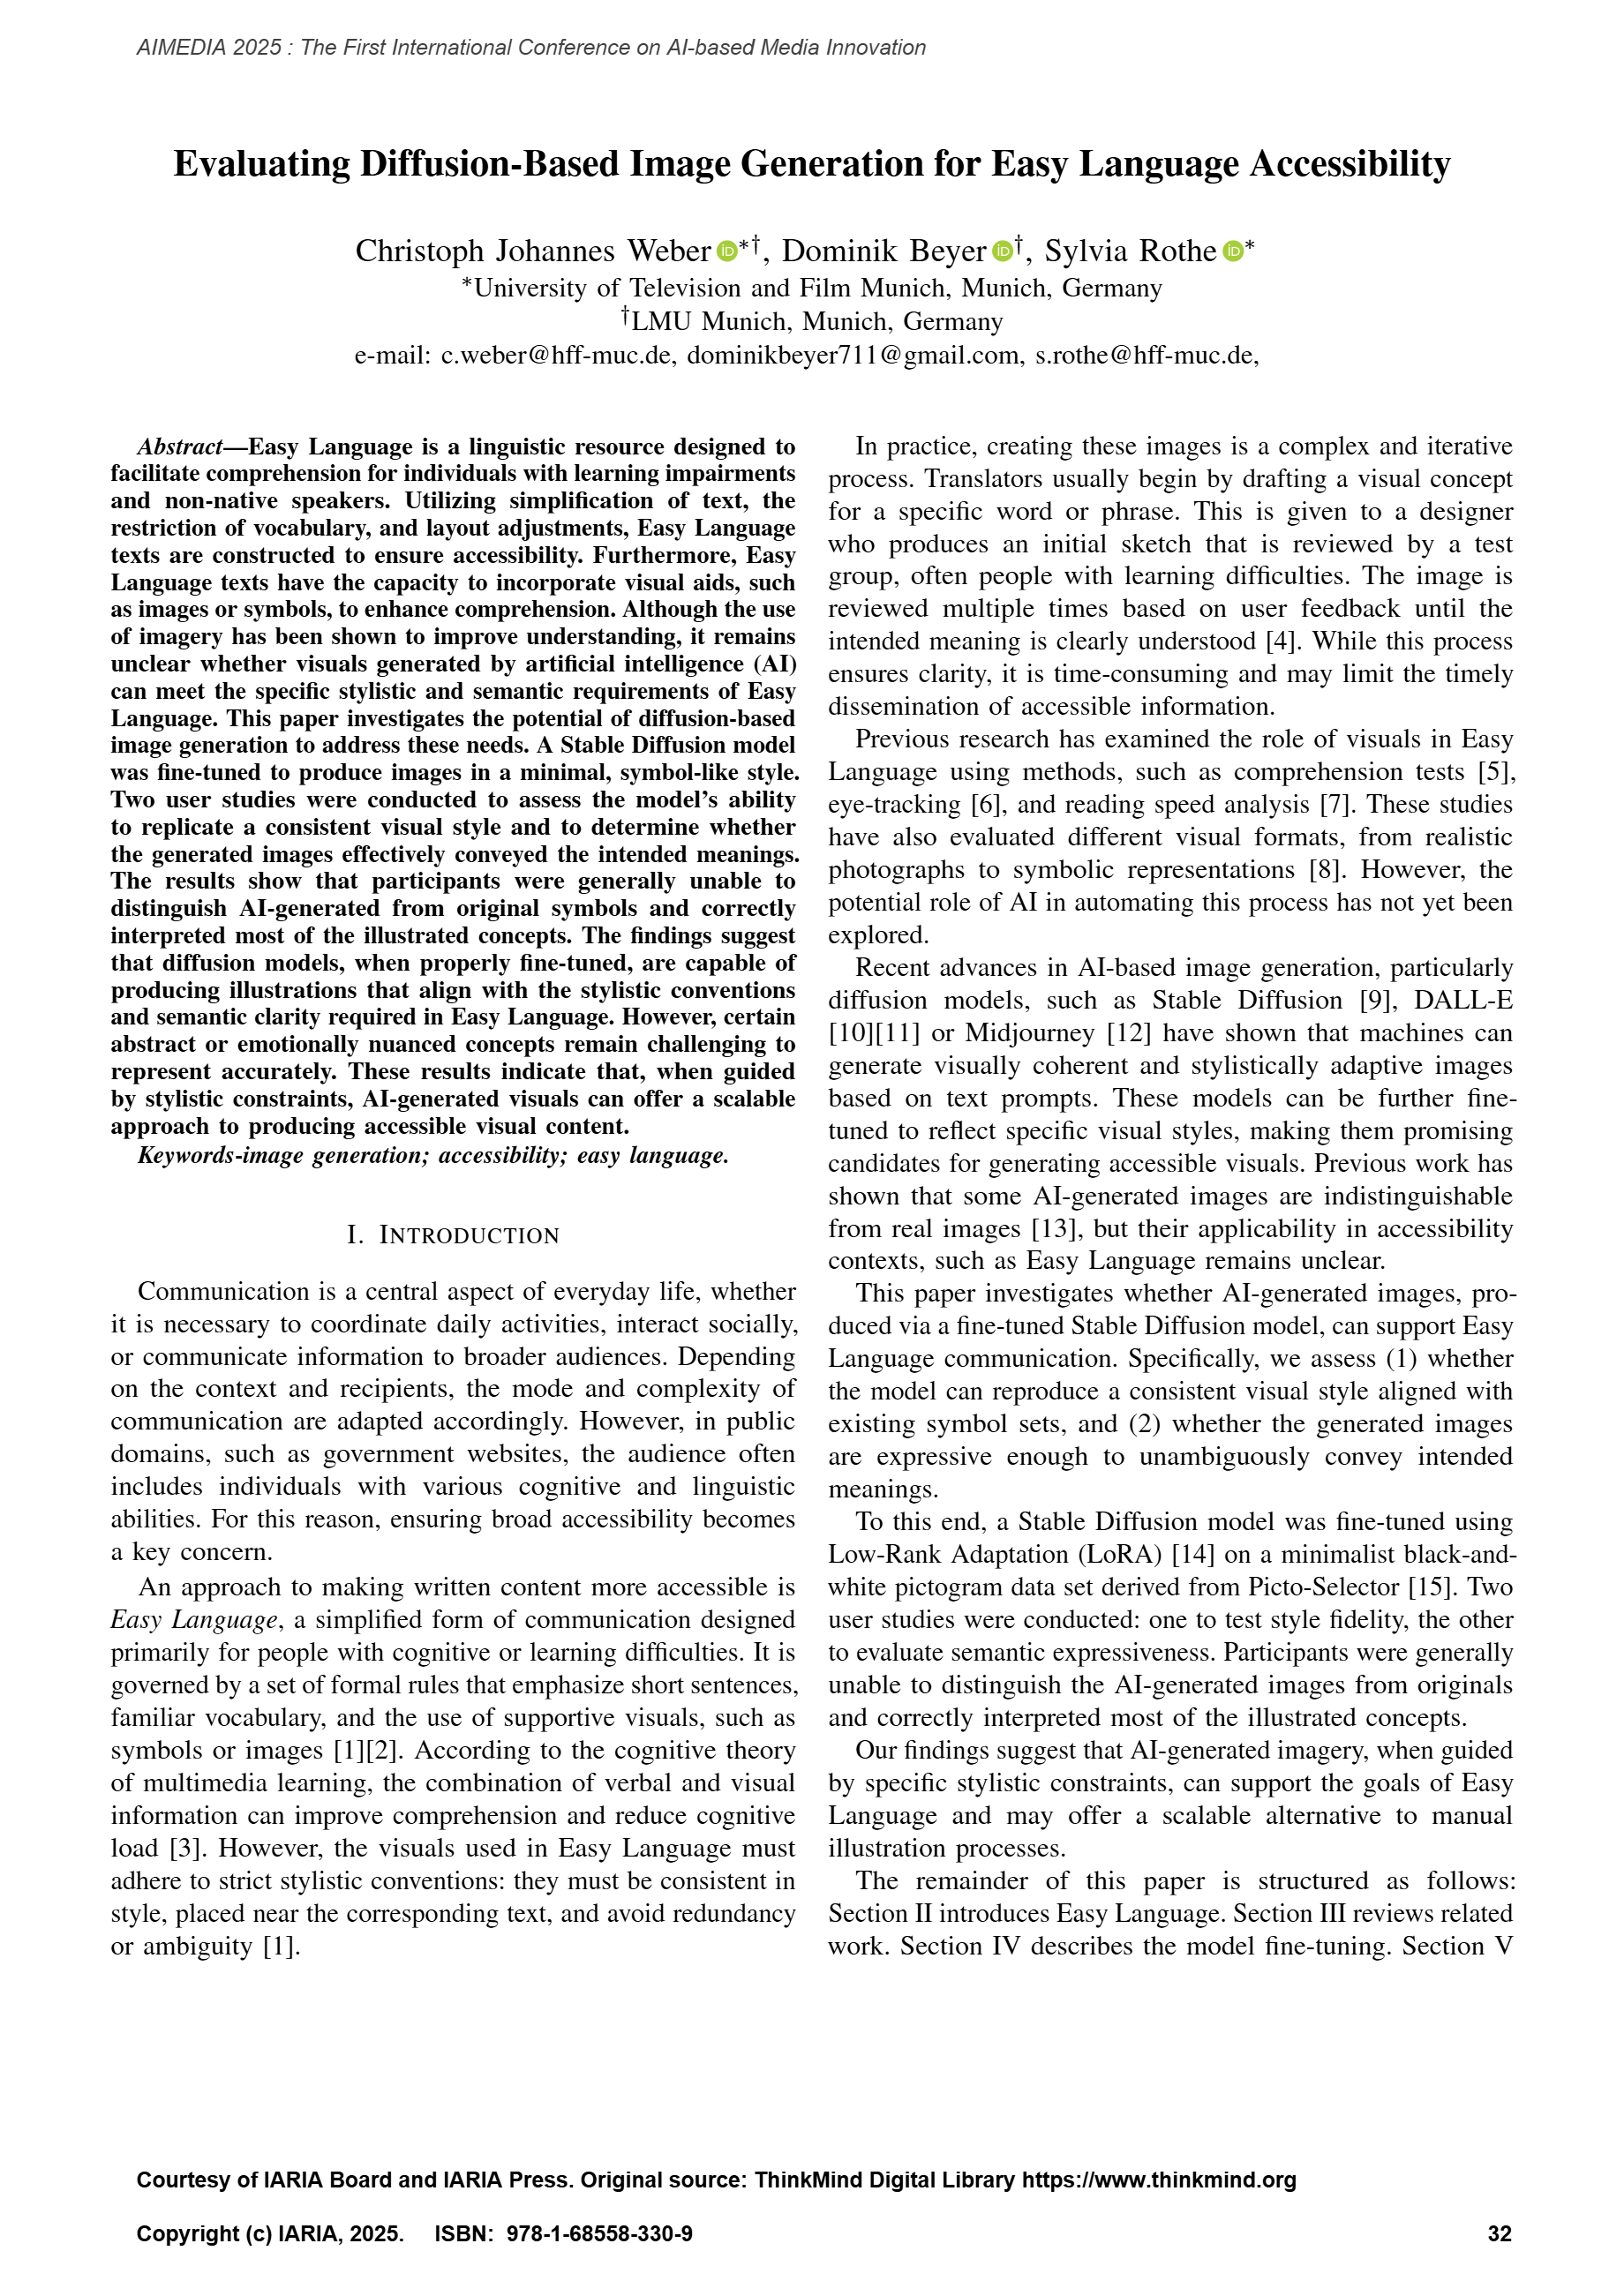 AIMEDIA 2025 : The First International Conference on AI-based Media Innovation
Evaluating Diffusion-Based Image Generation for Easy Language Accessibility
Christoph Johannes Weber iD*†, Dominik Beyer iD†, Sylvia Rothe iD*
*University of Television and Film Munich, Munich, Germany
†LMU Munich, Munich, Germany
e-mail: c.weber@hff-muc.de, dominikbeyer711@gmail.com, s.rothe@hff-muc.de,
Abstract—Easy Language is a linguistic resource designed to
facilitate comprehension for individuals with learning impairments
and non-native speakers. Utilizing simplification of text, the
restriction of vocabulary, and layout adjustments, Easy Language
texts are constructed to ensure accessibility. Furthermore, Easy
Language texts have the capacity to incorporate visual aids, such
as images or symbols, to enhance comprehension. Although the use
of imagery has been shown to improve understanding, it remains
unclear whether visuals generated by artificial intelligence (AI)
can meet the specific stylistic and semantic requirements of Easy
Language. This paper investigates the potential of diffusion-based
image generation to address these needs. A Stable Diffusion model
was fine-tuned to produce images in a minimal, symbol-like style.
Two user studies were conducted to assess the model's ability
to replicate a consistent visual style and to determine whether
the generated images effectively conveyed the intended meanings.
The results show that participants were generally unable to
distinguish AI-generated from original symbols and correctly
interpreted most of the illustrated concepts. The findings suggest
that diffusion models, when properly fine-tuned, are capable of
producing illustrations that align with the stylistic conventions
and semantic clarity required in Easy Language. However, certain
abstract or emotionally nuanced concepts remain challenging to
represent accurately. These results indicate that, when guided
by stylistic constraints, AI-generated visuals can offer a scalable
approach to producing accessible visual content.
Keywords-image generation; accessibility; easy language.
I. INTRODUCTION
Communication is a central aspect of everyday life, whether
it is necessary to coordinate daily activities, interact socially,
or communicate information to broader audiences. Depending
on the context and recipients, the mode and complexity of
communication are adapted accordingly. However, in public
domains, such as government websites, the audience often
includes individuals with various cognitive and linguistic
abilities. For this reason, ensuring broad accessibility becomes
a key concern.
An approach to making written content more accessible is
Easy Language, a simplified form of communication designed
primarily for people with cognitive or learning difficulties. It is
governed by a set of formal rules that emphasize short sentences,
familiar vocabulary, and the use of supportive visuals, such as
symbols or images [1][2]. According to the cognitive theory
of multimedia learning, the combination of verbal and visual
information can improve comprehension and reduce cognitive
load [3]. However, the visuals used in Easy Language must
adhere to strict stylistic conventions: they must be consistent in
style, placed near the corresponding text, and avoid redundancy
or ambiguity [1].
In practice, creating these images is a complex and iterative
process. Translators usually begin by drafting a visual concept
for a specific word or phrase. This is given to a designer
who produces an initial sketch that is reviewed by a test
group, often people with learning difficulties. The image is
reviewed multiple times based on user feedback until the
intended meaning is clearly understood [4]. While this process
ensures clarity, it is time-consuming and may limit the timely
dissemination of accessible information.
Previous research has examined the role of visuals in Easy
Language using methods, such as comprehension tests [5],
eye-tracking [6], and reading speed analysis [7]. These studies
have also evaluated different visual formats, from realistic
photographs to symbolic representations [8]. However, the
potential role of AI in automating this process has not yet been
explored.
Recent advances in AI-based image generation, particularly
diffusion models, such as Stable Diffusion [9], DALL-E
[10][11] or Midjourney [12] have shown that machines can
generate visually coherent and stylistically adaptive images
based on text prompts. These models can be further fine-
tuned to reflect specific visual styles, making them promising
candidates for generating accessible visuals. Previous work has
shown that some AI-generated images are indistinguishable
from real images [13], but their applicability in accessibility
contexts, such as Easy Language remains unclear.
This paper investigates whether AI-generated images, pro-
duced via a fine-tuned Stable Diffusion model, can support Easy
Language communication. Specifically, we assess (1) whether
the model can reproduce a consistent visual style aligned with
existing symbol sets, and (2) whether the generated images
are expressive enough to unambiguously convey intended
meanings.
To this end, a Stable Diffusion model was fine-tuned using
Low-Rank Adaptation (LoRA) [14] on a minimalist black-and-
white pictogram data set derived from Picto-Selector [15]. Two
user studies were conducted: one to test style fidelity, the other
to evaluate semantic expressiveness. Participants were generally
unable to distinguish the AI-generated images from originals
and correctly interpreted most of the illustrated concepts.
Our findings suggest that AI-generated imagery, when guided
by specific stylistic constraints, can support the goals of Easy
Language and may offer a scalable alternative to manual
illustration processes.
The remainder of this paper is structured as follows:
Section II introduces Easy Language. Section III reviews related
work. Section IV describes the model fine-tuning. Section V
Courtesy of IARIA Board and IARIA Press. Original source: ThinkMind Digital Library https://www.thinkmind.org
Copyright (c) IARIA, 2025. ISBN: 978-1-68558-330-9
32